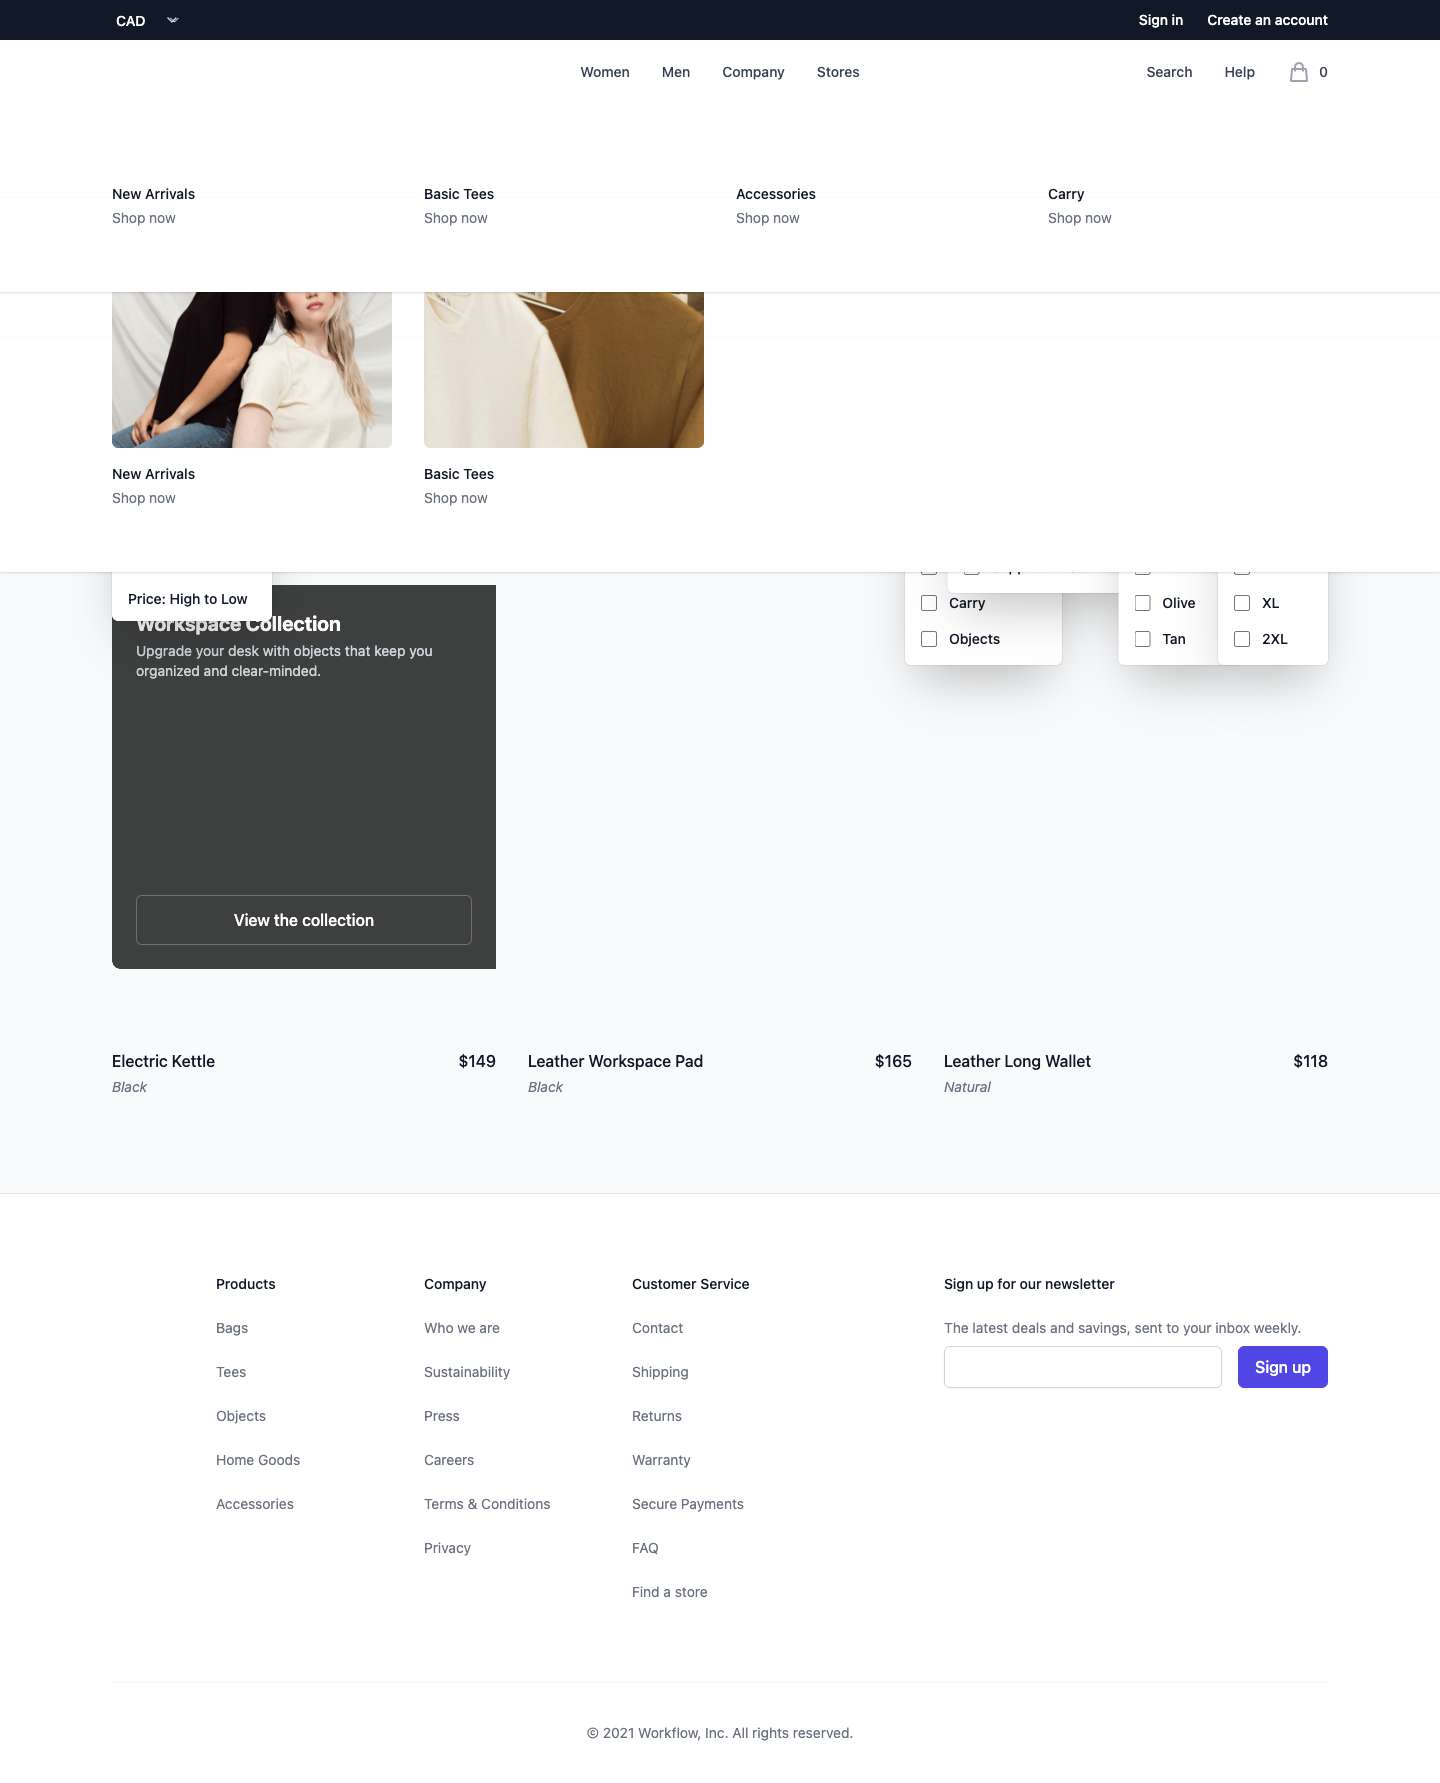 CAD
Sign in
Create an account
Women
Men
Company
Stores
Search
Help
0
New Arrivals
Shop now
Basic Tees
Shop now
Accessories
Shop now
Carry
Shop now
New Arrivals
Shop now
Basic Tees
Shop now
Price: High to Low
Workspace Collection
Upgrade your desk with objects that keep you
organized and clear-minded.
View the collection
Carry
Objects
Olive
Tan
XL
2XL
Electric Kettle
$149
Black
Leather Workspace Pad
$165
Black
Leather Long Wallet
$118
Natural
Products
Bags
Tees
Objects
Home Goods
Accessories
Company
Who we are
Sustainability
Press
Careers
Terms & Conditions
Privacy
Customer Service
Contact
Shipping
Returns
Warranty
Secure Payments
FAQ
Find a store
Sign up for our newsletter
The latest deals and savings, sent to your inbox weekly.
Sign up
© 2021 Workflow, Inc. All rights reserved.